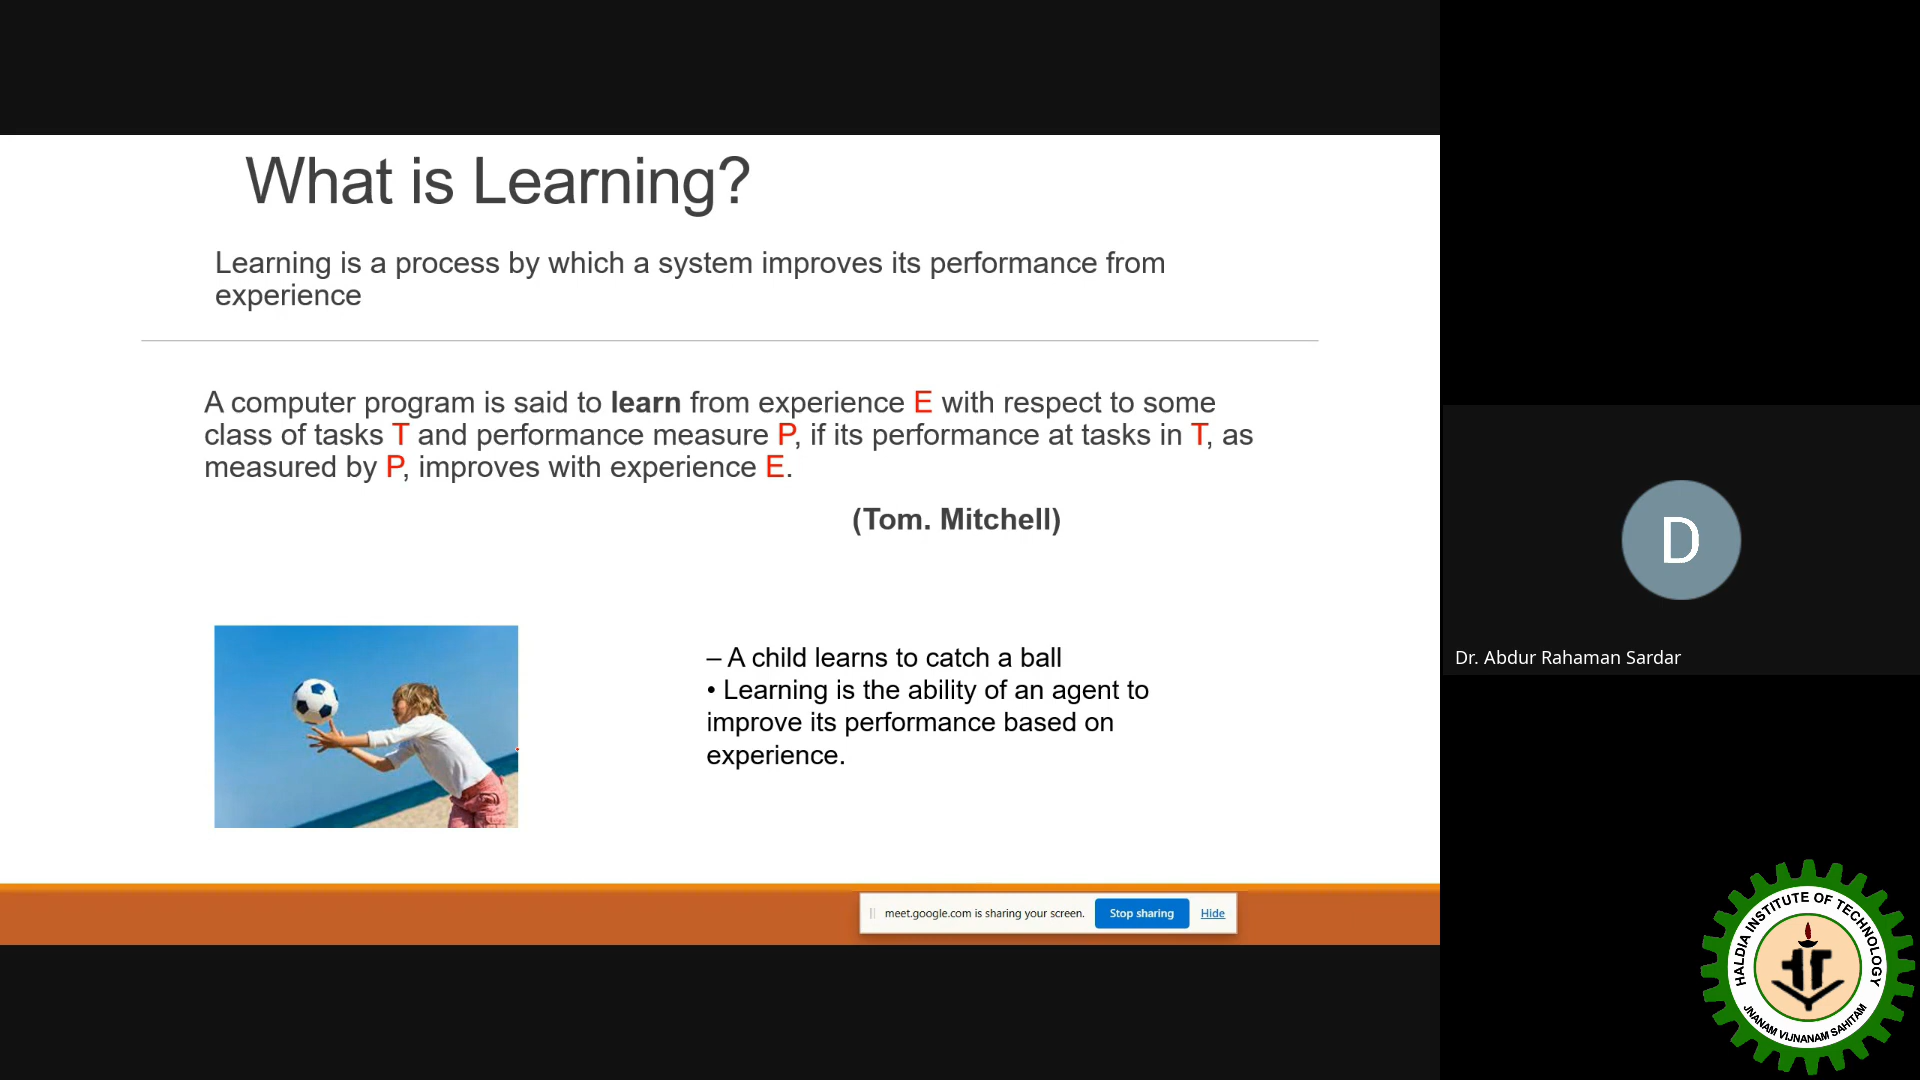 What is Learning?
Learning is a process by which a system improves its performance from
experience
A computer program is said to learn from experience E with respect to some
class of tasks T and performance measure P, if its performance at tasks in T, as
measured by P, improves with experience E.
(Tom. Mitchell)
– A child learns to catch a ball
• Learning is the ability of an agent to
improve its performance based on
experience.
meet.google.com is sharing your screen. Stop sharing Hide
D
Dr. Abdur Rahaman Sardar
HALDIA INSTITUTE OF TECHNOLOGY
JNANAM VIJNANAM SAHITAM